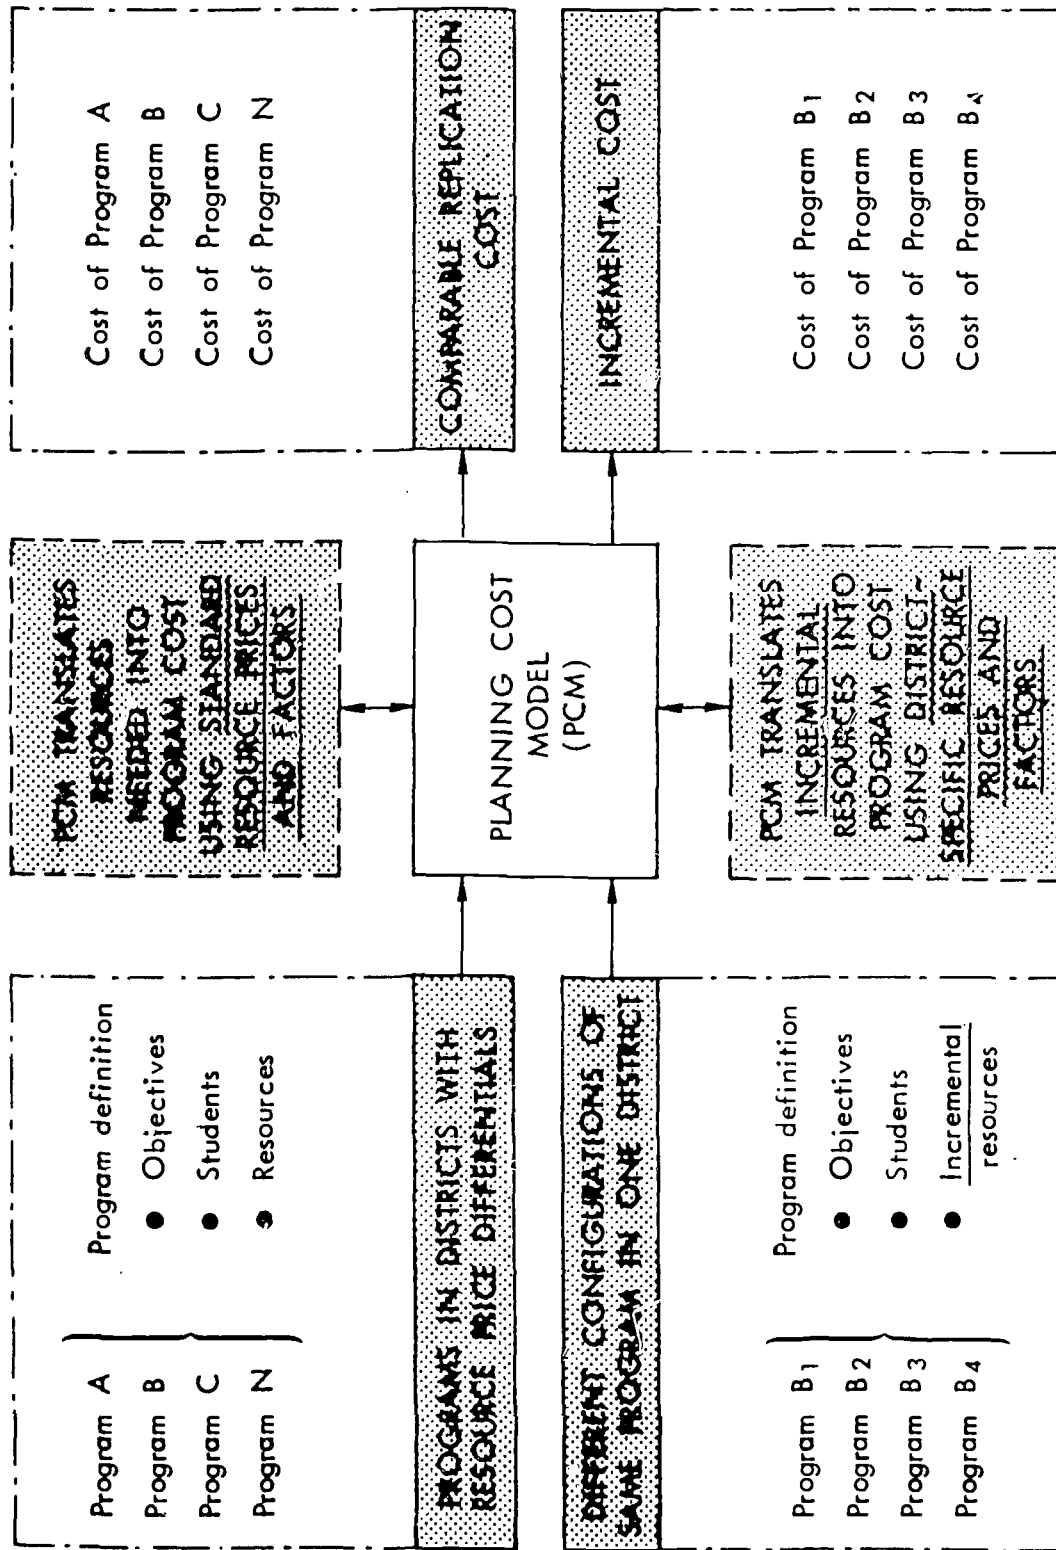 Program A
Program B
Program C
Program N
Program definition
● Objectives
● Students
● Resources
PROGRAMS IN DISTRICTS WITH
RESOURCE PRICE DIFFERENTIALS
DIFFERENT CONFIGURATIONS OF
SAME PROGRAM IN ONE DISTRICT
Program B1
Program B2
Program B3
Program B4
Program definition
● Objectives
● Students
● Incremental
resources
PCM TRANSLATES
RESOURCES
NEEDED INTO
PROGRAM COST
USING STANDARD
RESOURCE PRICES
AND FACTORS
PLANNING COST
MODEL
(PCM)
PCM TRANSLATES
INCREMENTAL
RESOURCES INTO
PROGRAM COST
USING DISTRICT-
SPECIFIC RESOURCE
PRICES AND
FACTORS
Cost of Program A
Cost of Program B
Cost of Program C
Cost of Program N
COMPARABLE REPLICATION
COST
INCREMENTAL COST
Cost of Program B1
Cost of Program B2
Cost of Program B3
Cost of Program B4